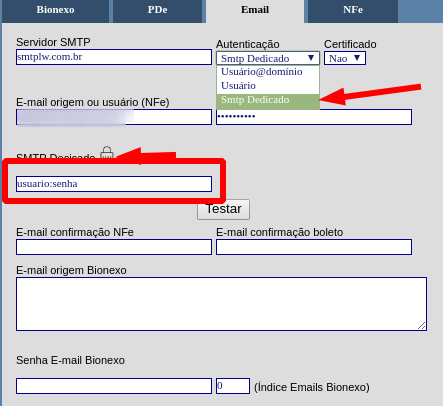 Bionexo PDe Email NFe
Servidor SMTP Autenticação Certificado
smtplw.com.br Smtp Dedicado Nao
Usuário@domínio
Usuário
Smtp Dedicado
E-mail origem ou usuário (NFe)
••••••••••
SMTP Decicado
usuario:senha
Testar
E-mail confirmação NFe E-mail confirmação boleto
E-mail origem Bionexo
Senha E-mail Bionexo
0 (Índice Emails Bionexo)